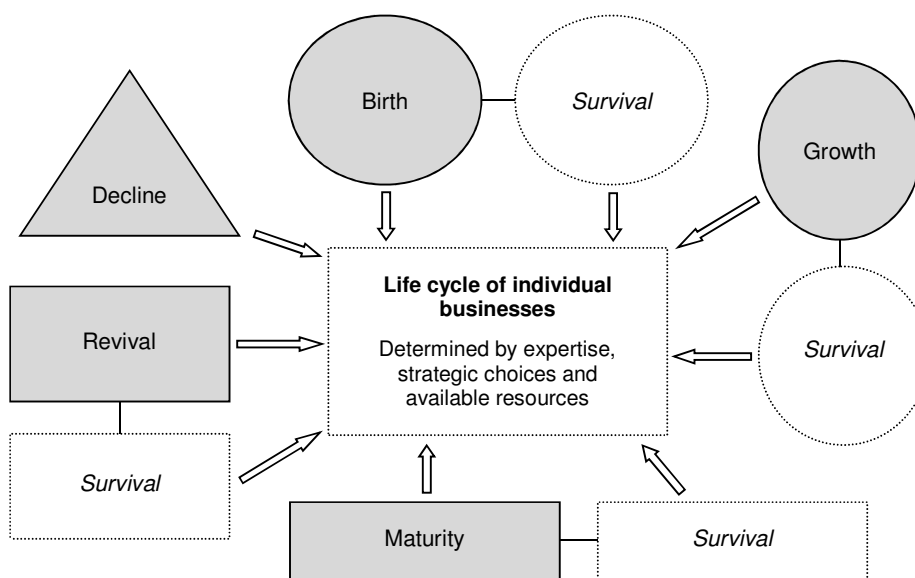 Birth
Survival
Growth
Decline
Life cycle of individual
businesses
Determined by expertise,
strategic choices and
available resources
Revival
Survival
Survival
Maturity
Survival